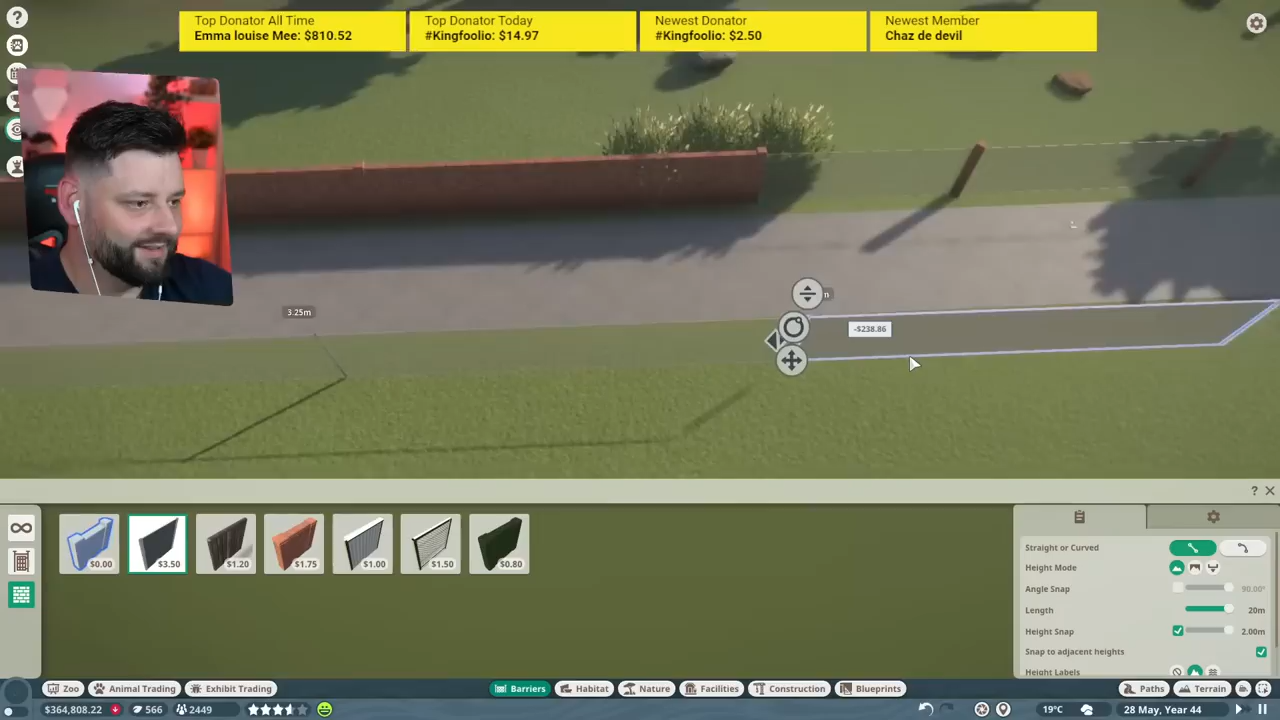 Top Donator All Time
Emma louise Mee: $810.52
Top Donator Today
#Kingfoolio: $14.97
Newest Donator
#Kingfoolio: $2.50
Newest Member
Chaz de devil
3.25m
-$238.86
$0.00
$3.50
$1.20
$1.75
$1.00
$1.50
$0.80
Straight or Curved
Height Mode
Angle Snap
90.00°
Length
20m
Height Snap
2.00m
Snap to adjacent heights
Height Labels
Zoo
Animal Trading
Exhibit Trading
Barriers
Habitat
Nature
Facilities
Construction
Blueprints
Paths
Terrain
$364,808.22
566
2449
19°C
28 May, Year 44